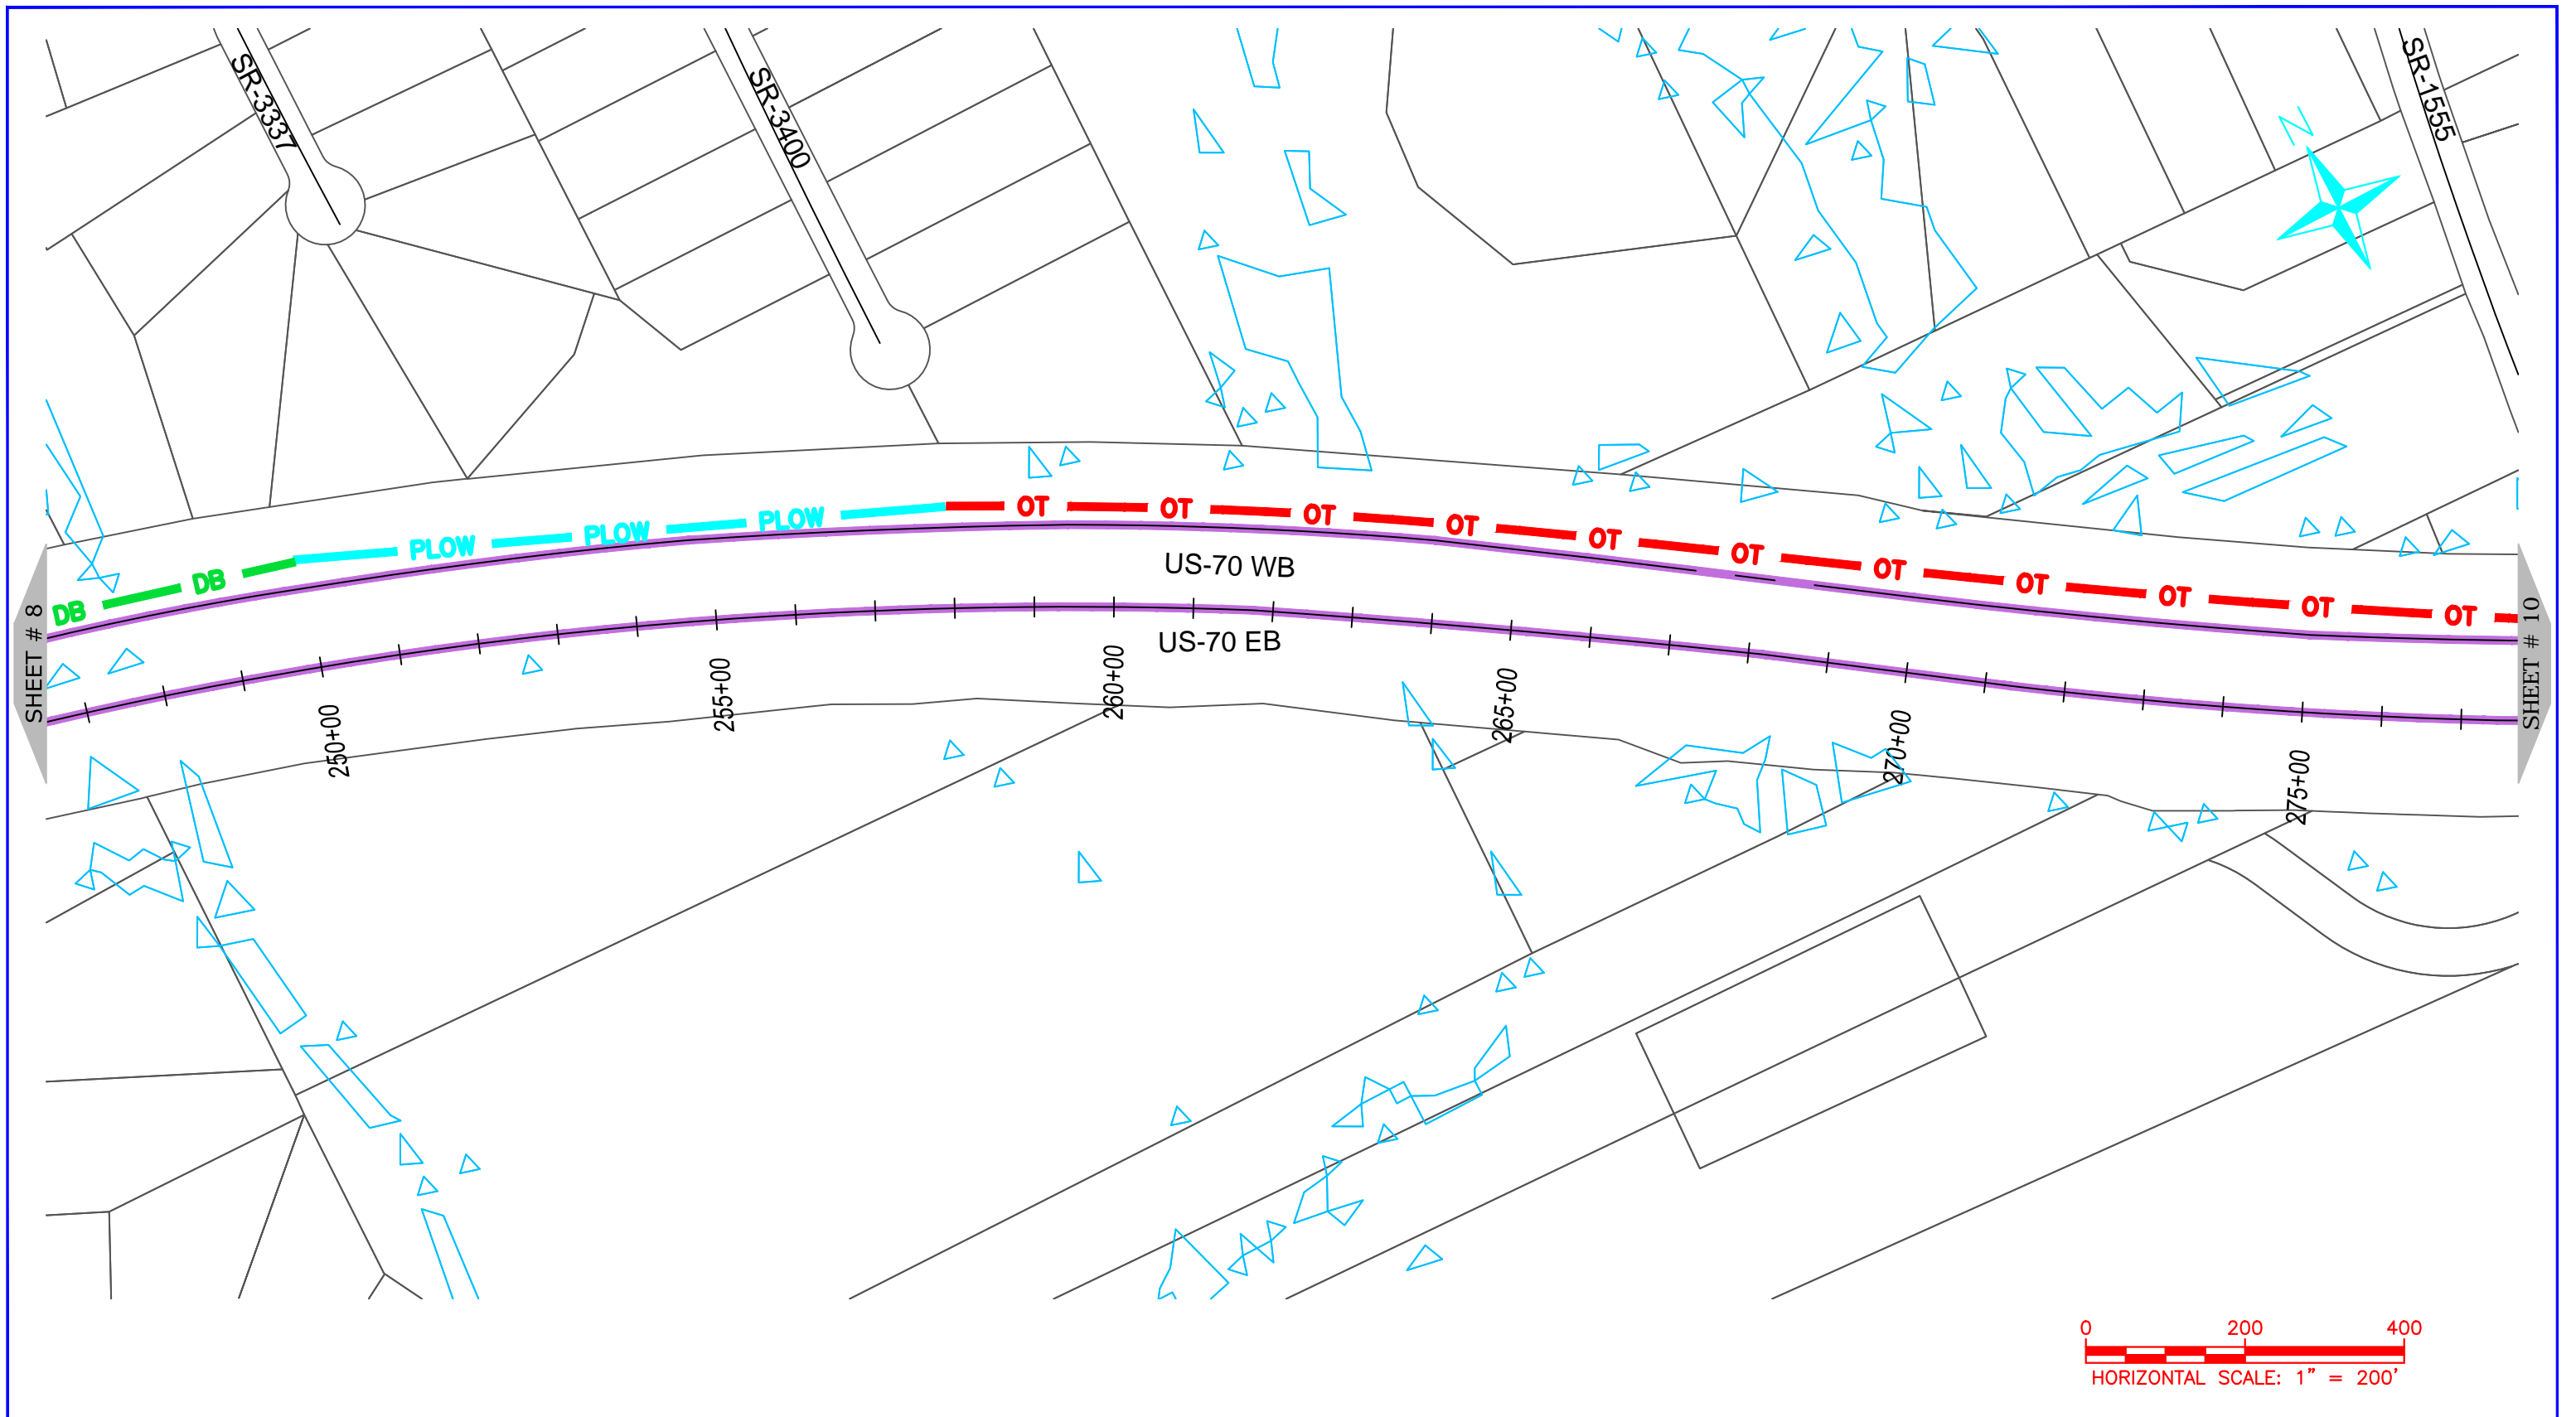 SR-3337
SR-3400
SR-1555
N
OT OT OT OT OT OT OT OT OT OT OT
PLOW PLOW PLOW
DB DB
US-70 WB
US-70 EB
SHEET # 8
SHEET # 10
250+00
255+00
260+00
265+00
270+00
275+00
0 200 400
HORIZONTAL SCALE: 1" = 200'